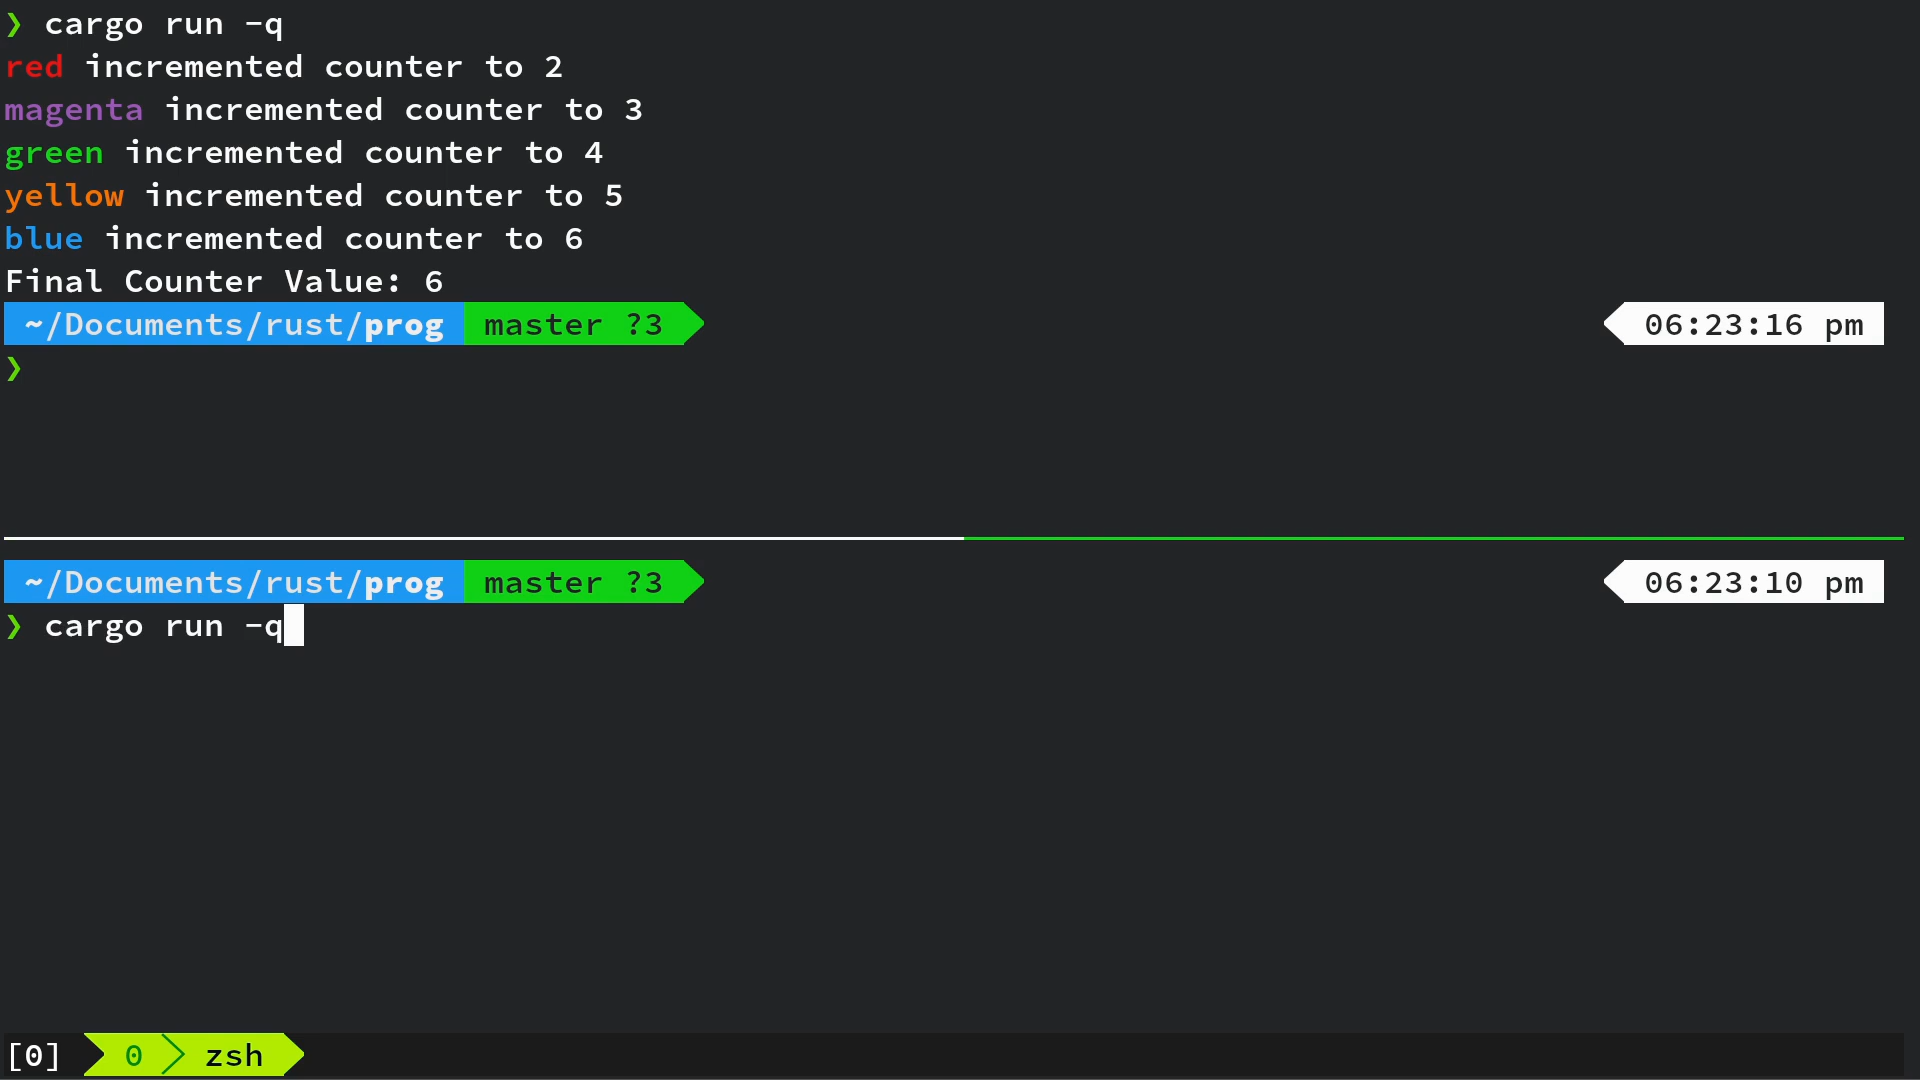 ❯ cargo run -q
red incremented counter to 2
magenta incremented counter to 3
green incremented counter to 4
yellow incremented counter to 5
blue incremented counter to 6
Final Counter Value: 6
~/Documents/rust/prog master ?3 06:23:16 pm
❯
~/Documents/rust/prog master ?3 06:23:10 pm
❯ cargo run -q
[0] 0 zsh